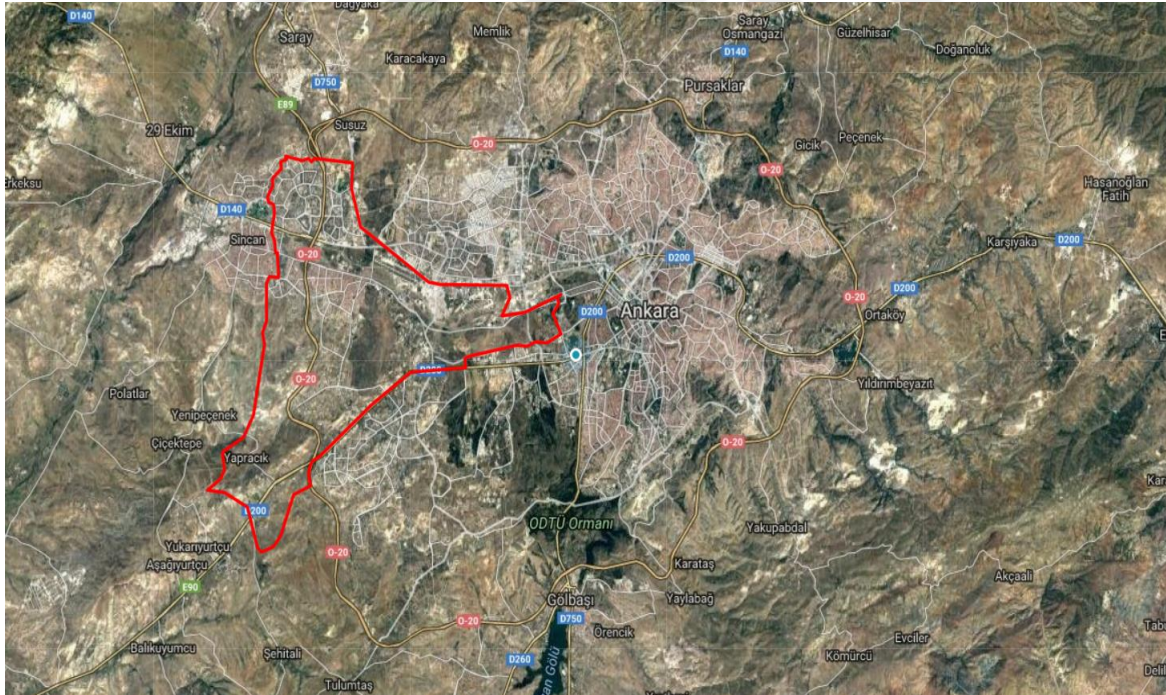 Dağyaka
D140
Saray
Memlik
Karacakaya
Saray
Osmangazi
Güzelhisar
D140
Doğanoluk
D750
Pursaklar
E89
29 Ekim
Susuz
O-20
Peçenek
Gicik
O-20
Hasanoğlan
Fatih
Erkeksu
D140
Sincan
O-20
D200
Karşıyaka
D200
D200
O-20
D200
Ankara
Ortaköy
O-20
Yıldırımbeyazıt
Polatlar
Yenipeçenek
Çiçektepe
Yapracık
O-20
D200
ODTÜ Ormanı
Yakupabdal
Yukarıyurtçu
Aşağıyurtçu
O-20
Karataş
Akçaali
E90
Gölbaşı
Yaylabağ
O-20
D750
Örencik
Balıkuyumcu
Şehitali
Evciler
D260
Kömürcü
Tulumtaş